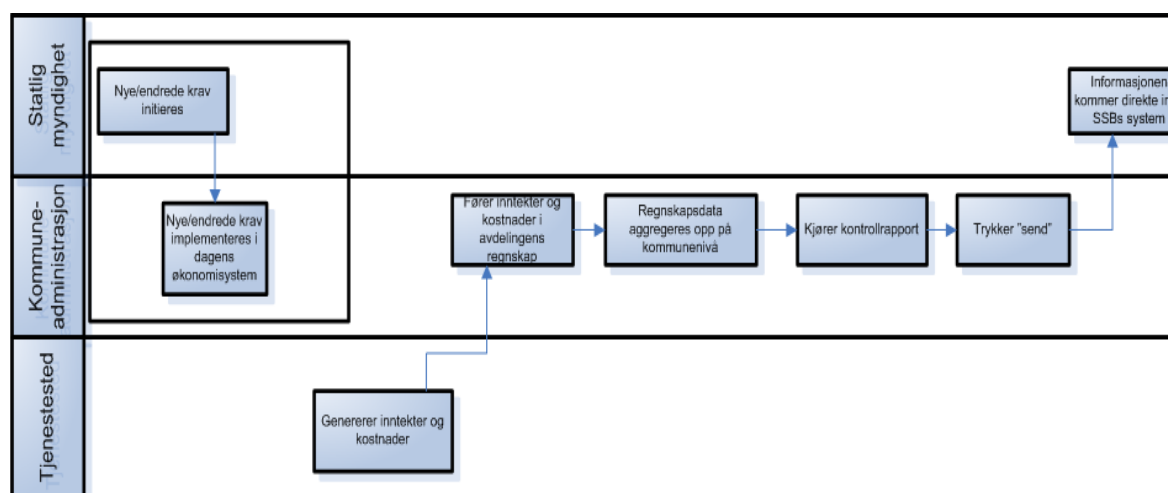 Statlig
myndighet
Nye/endrede krav
initieres
Informasjonen
kommer direkte
SSBs system
Kommune-
administrasjon
Nye/endrede krav
implementeres i
dagens
økonomisystem
Fører inntekter og
kostnader i
avdelingens
regnskap
Regnskapsdata
aggregeres opp på
kommunenivå
Kjører kontrollrapport
Trykker "send"
Tjenestested
Genererer inntekter og
kostnader